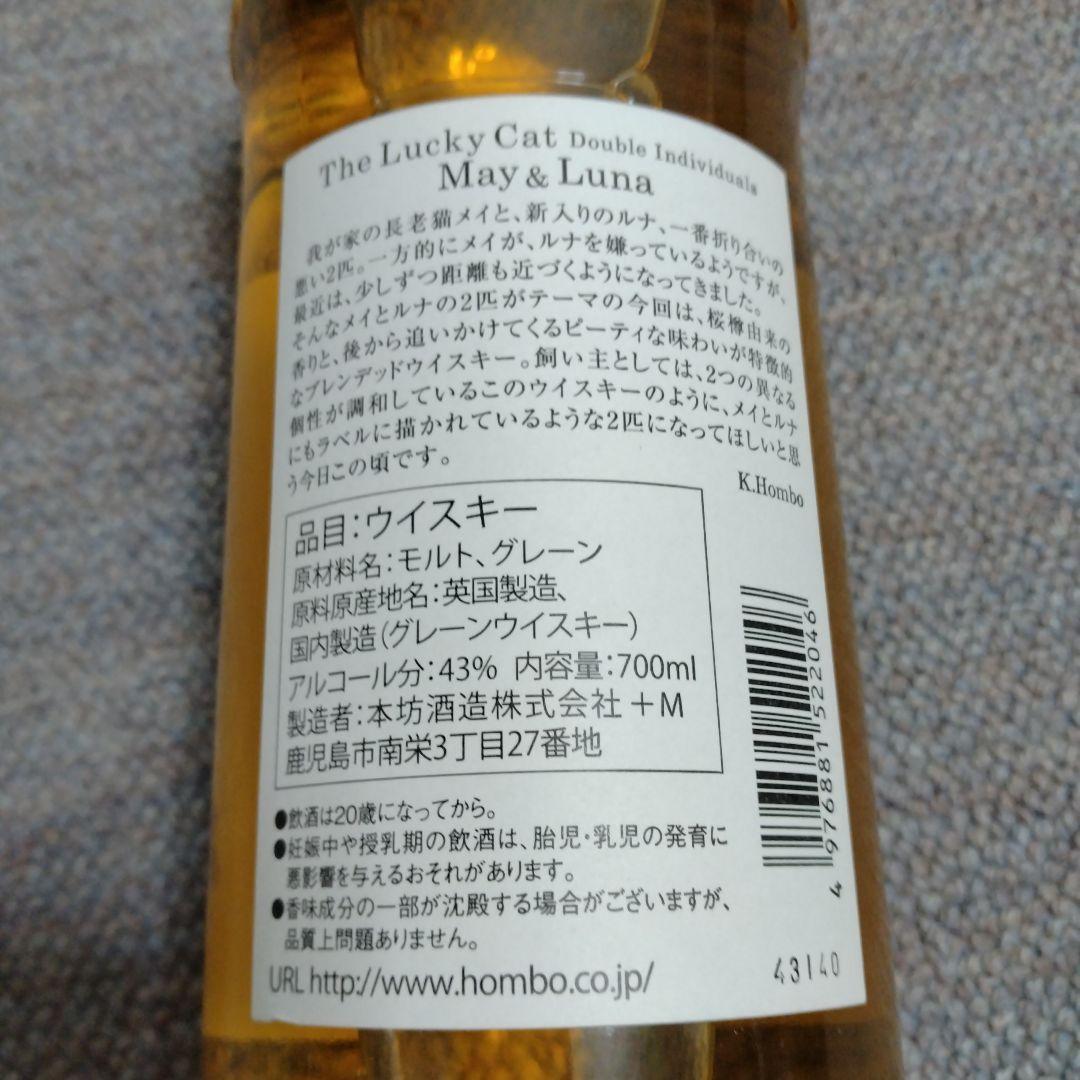 The Lucky Cat Double Individuals
May & Luna
我が家の長老猫メイと、新入りのルナ、一番折り合いの
悪い2匹。一方的にメイが、ルナを嫌っているようですが、
最近は、少しずつ距離も近づくようになってきました。
そんなメイとルナの2匹がテーマの今回は、桜樽由来の
香りと、後から追いかけてくるピーティな味わいが特徴的
なブレンデッドウイスキー。飼い主としては、2つの異なる
個性が調和しているこのウイスキーのように、メイとルナ
にもラベルに描かれているような2匹になってほしいと思
う今日この頃です。
K.Hombo
品目:ウイスキー
原材料名:モルト、グレーン
原料原産地名:英国製造、
国内製造(グレーンウイスキー)
アルコール分:43% 内容量:700ml
製造者:本坊酒造株式会社 +M
鹿児島市南栄3丁目27番地
●飲酒は20歳になってから。
●妊娠中や授乳期の飲酒は、胎児・乳児の発育に
悪影響を与えるおそれがあります。
●香味成分の一部が沈殿する場合がございますが、
品質上問題ありません。
URL http://www.hombo.co.jp/
4 976881 522046
43140